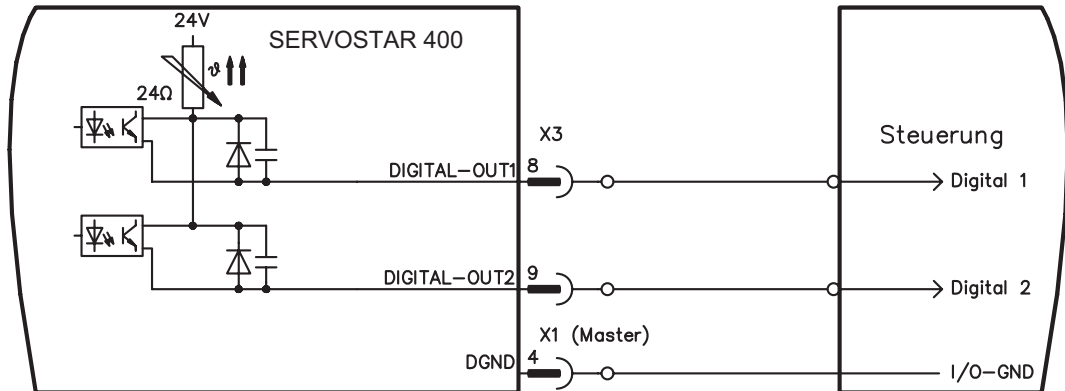 24V
SERVOSTAR 400
ϑ
24Ω
X3
Steuerung
DIGITAL-OUT1
8
Digital 1
DIGITAL-OUT2
9
Digital 2
X1 (Master)
DGND
4
I/O-GND